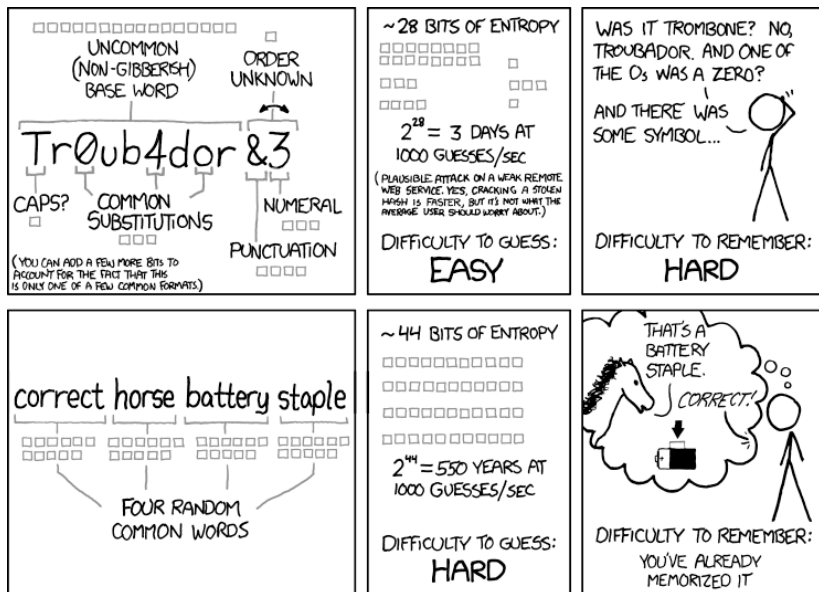 UNCOMMON
(NON-GIBBERISH)
BASE WORD
ORDER
UNKNOWN
Tr0ub4dor &3
CAPS?
COMMON
SUBSTITUTIONS
NUMERAL
PUNCTUATION
(YOU CAN ADD A FEW MORE BITS TO
ACCOUNT FOR THE FACT THAT THIS
IS ONLY ONE OF A FEW COMMON FORMATS.)
~28 BITS OF ENTROPY
2^28 = 3 DAYS AT
1000 GUESSES/SEC
(PLAUSIBLE ATTACK ON A WEAK REMOTE
WEB SERVICE. YES, CRACKING A STOLEN
HASH IS FASTER, BUT IT'S NOT WHAT THE
AVERAGE USER SHOULD WORRY ABOUT.)
DIFFICULTY TO GUESS:
EASY
WAS IT TROMBONE? NO,
TROUBADOR. AND ONE OF
THE Os WAS A ZERO?
AND THERE WAS
SOME SYMBOL...
DIFFICULTY TO REMEMBER:
HARD
correct horse battery staple
FOUR RANDOM
COMMON WORDS
~44 BITS OF ENTROPY
2^44 = 550 YEARS AT
1000 GUESSES/SEC
DIFFICULTY TO GUESS:
HARD
THAT'S A
BATTERY
STAPLE.
CORRECT!
DIFFICULTY TO REMEMBER:
YOU'VE ALREADY
MEMORIZED IT